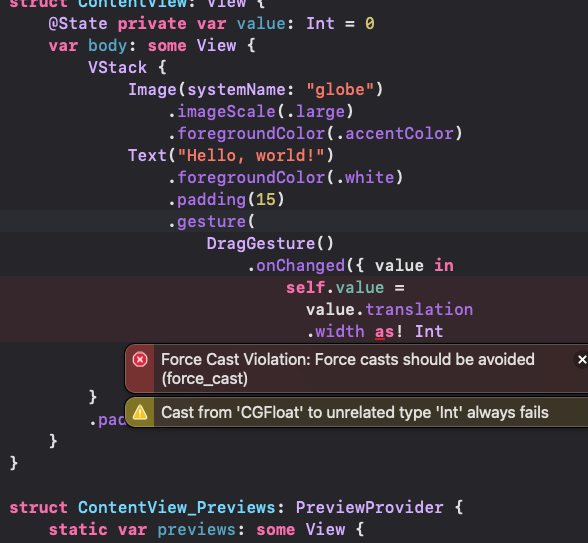 struct ContentView: View {
@State private var value: Int = 0
var body: some View {
VStack {
Image(systemName: "globe")
.imageScale(.large)
.foregroundColor(.accentColor)
Text("Hello, world!")
.foregroundColor(.white)
.padding(15)
.gesture(
DragGesture()
.onChanged({ value in
self.value =
value.translation
.width as! Int
Force Cast Violation: Force casts should be avoided
(force_cast)
}
Cast from 'CGFloat' to unrelated type 'Int' always fails
}
}
struct ContentView_Previews: PreviewProvider {
static var previews: some View {